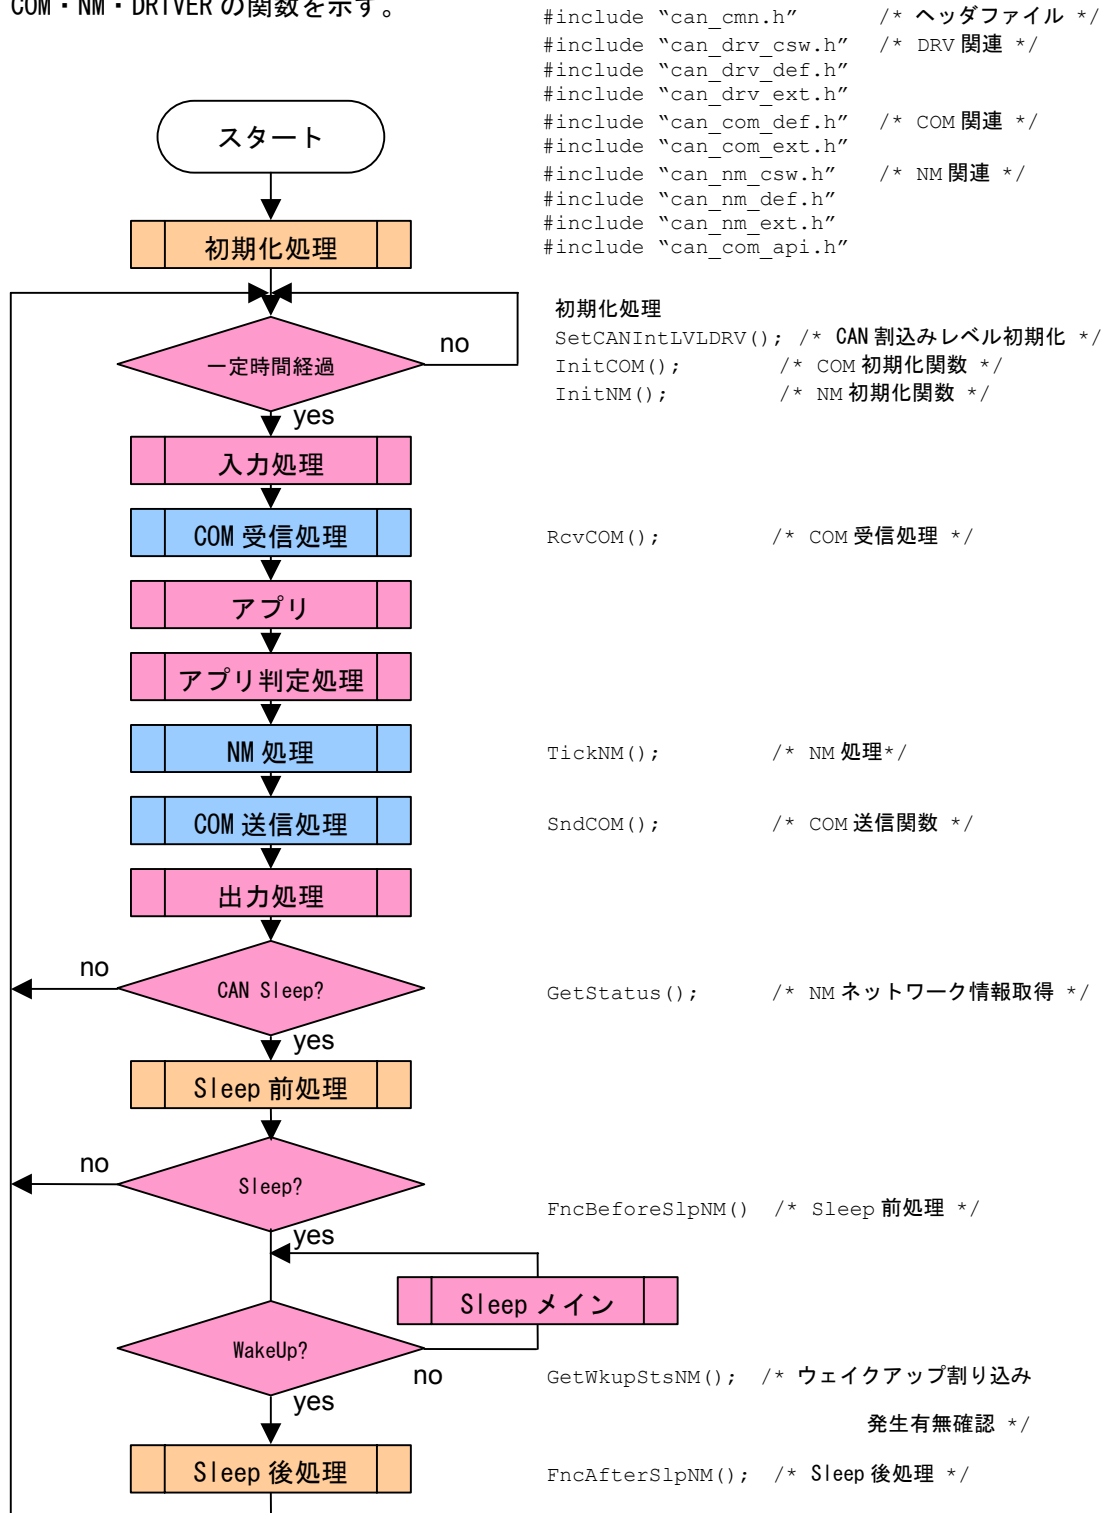 COM・NM・DRIVER の関数を示す。
#include “can_cmn.h” /* ヘッダファイル */
#include “can_drv_csw.h” /* DRV 関連 */
#include “can_drv_def.h”
#include “can_drv_ext.h”
#include “can_com_def.h” /* COM 関連 */
#include “can_com_ext.h”
#include “can_nm_csw.h” /* NM 関連 */
#include “can_nm_def.h”
#include “can_nm_ext.h”
#include “can_com_api.h”
スタート
初期化処理
初期化処理
SetCANIntLVLDRV(); /* CAN 割込みレベル初期化 */
InitCOM(); /* COM 初期化関数 */
InitNM(); /* NM 初期化関数 */
一定時間経過
no
yes
入力処理
COM 受信処理
RcvCOM(); /* COM 受信処理 */
アプリ
アプリ判定処理
NM 処理
TickNM(); /* NM 処理*/
COM 送信処理
SndCOM(); /* COM 送信関数 */
出力処理
no
CAN Sleep?
GetStatus(); /* NM ネットワーク情報取得 */
yes
Sleep 前処理
no
Sleep?
FncBeforeSlpNM() /* Sleep 前処理 */
yes
Sleep メイン
WakeUp?
no
GetWkupStsNM(); /* ウェイクアップ割り込み
発生有無確認 */
yes
Sleep 後処理
FncAfterSlpNM(); /* Sleep 後処理 */